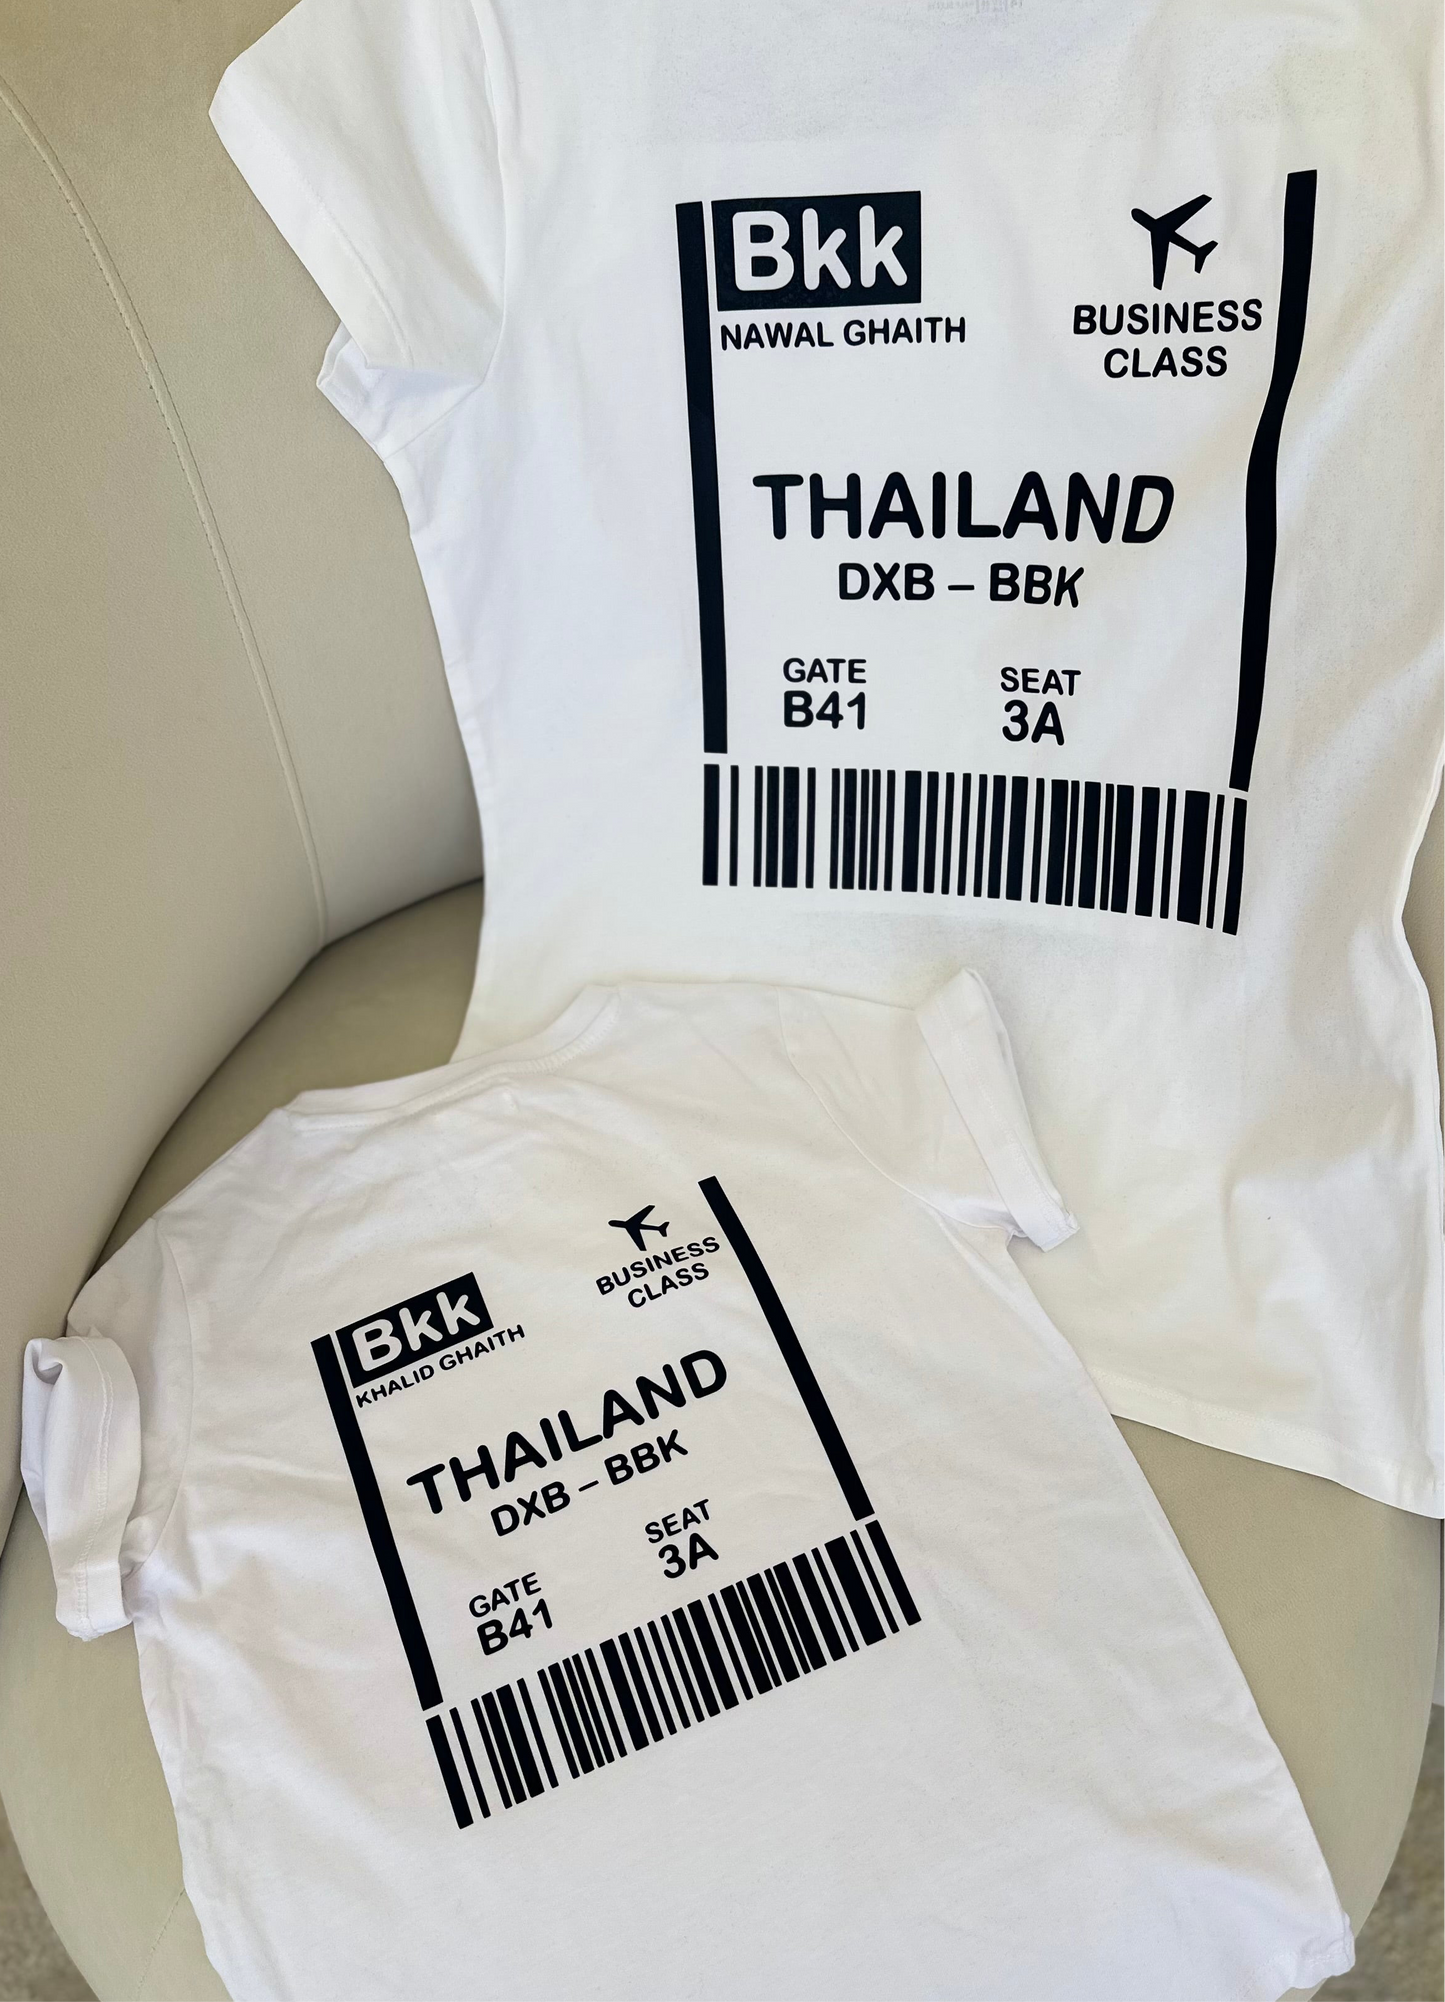 Bkk
NAWAL GHAITH
BUSINESS
CLASS
THAILAND
DXB – BBK
GATE
B41
SEAT
3A
Bkk
KHALID GHAITH
BUSINESS
CLASS
THAILAND
DXB – BBK
GATE
B41
SEAT
3A